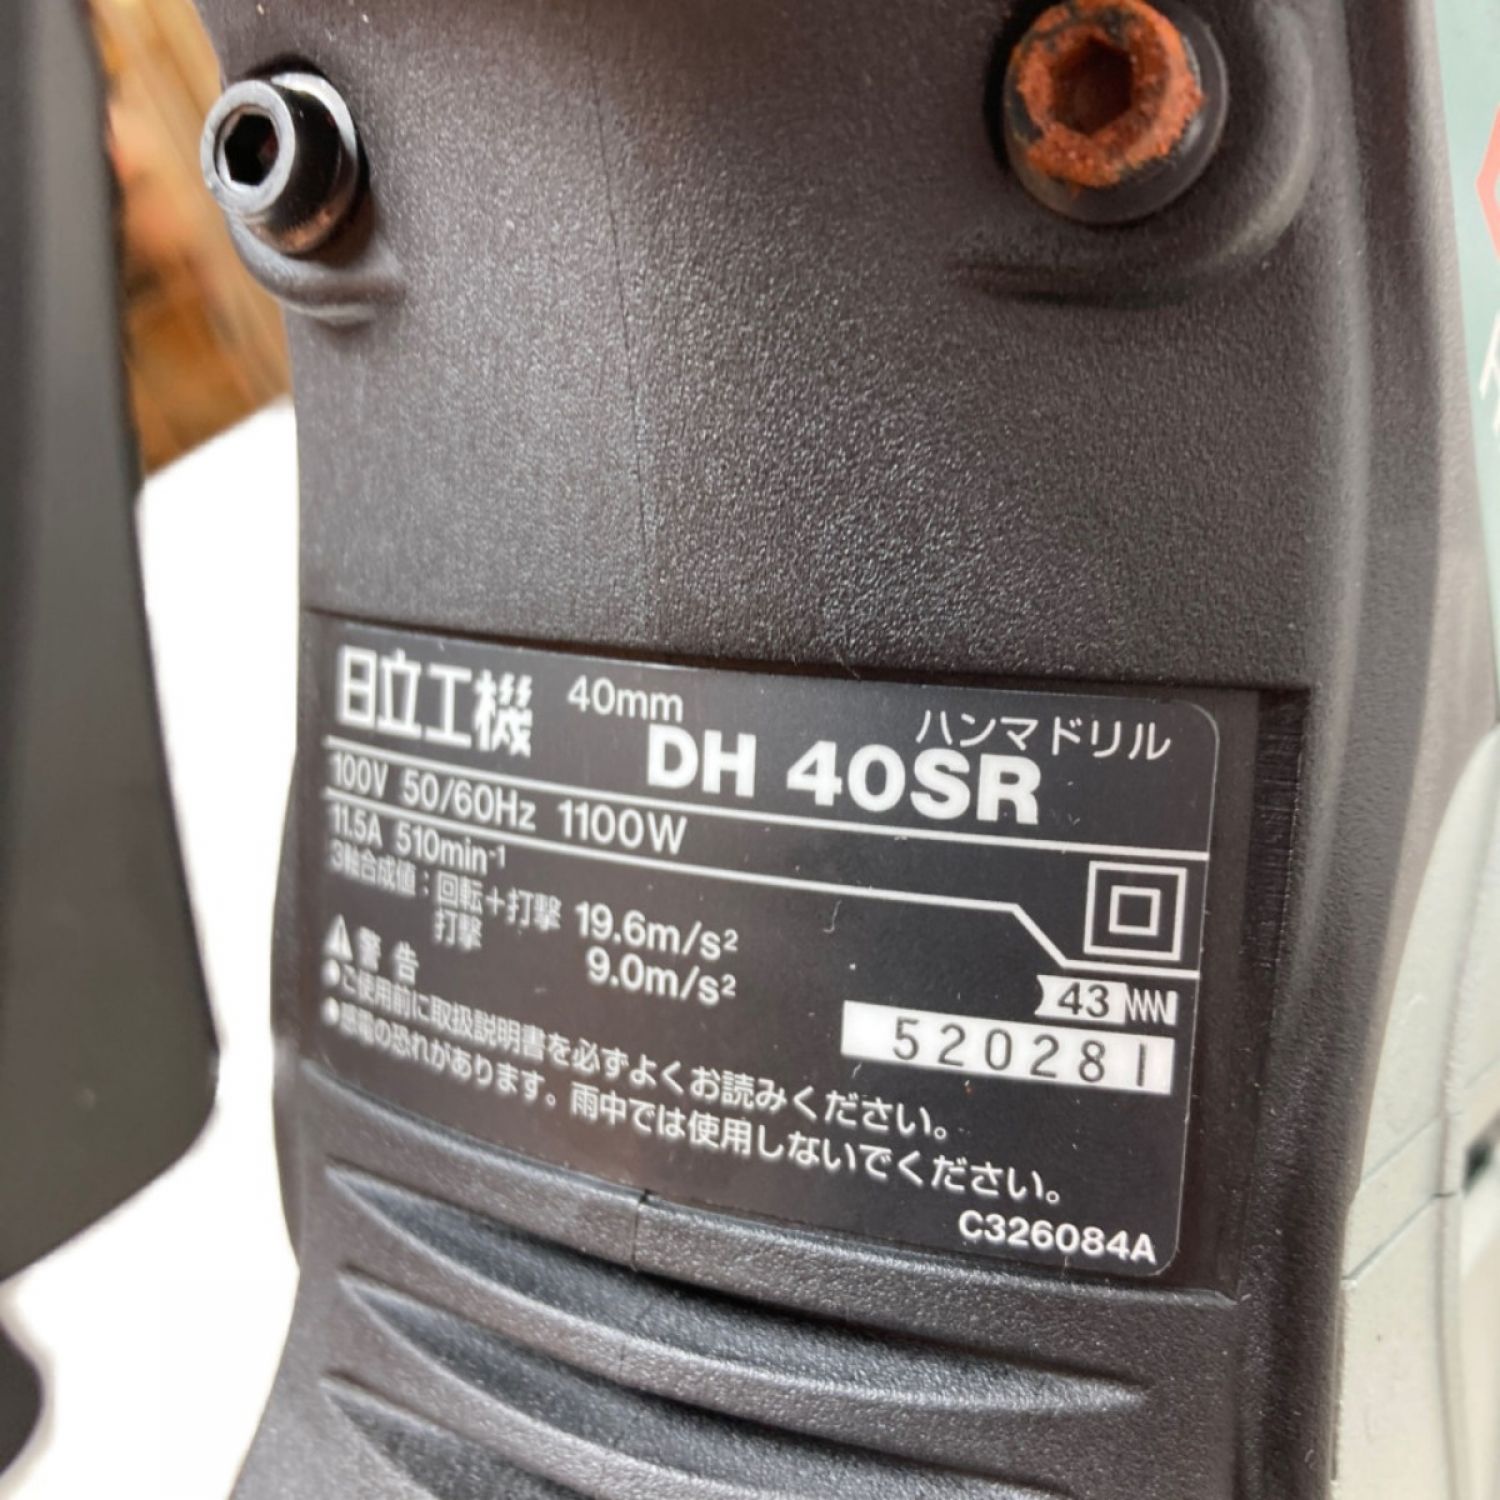 日立工機 40mm ハンマドリル
DH 40SR
100V 50/60Hz 1100W
11.5A 510min⁻¹
3軸合成値：回転＋打撃 19.6m/s²
打撃 9.0m/s²
⚠警告
●ご使用前に取扱説明書を必ずよくお読みください。
●感電の恐れがあります。雨中では使用しないでください。
43
520281
C326084A